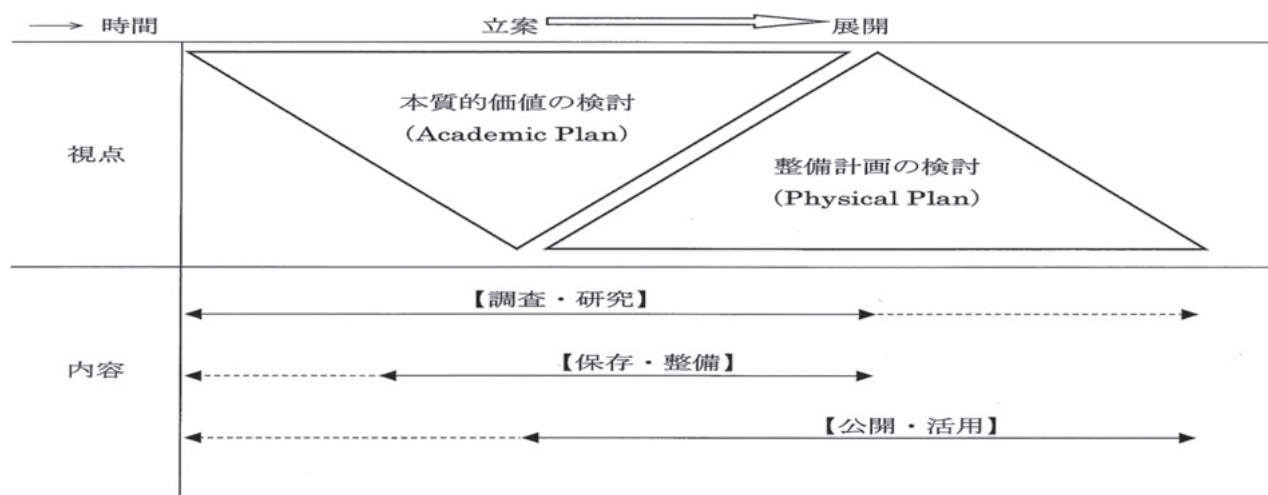 → 時間
立案
展開
視点
本質的価値の検討
(Academic Plan)
整備計画の検討
(Physical Plan)
内容
【調査・研究】
【保存・整備】
【公開・活用】